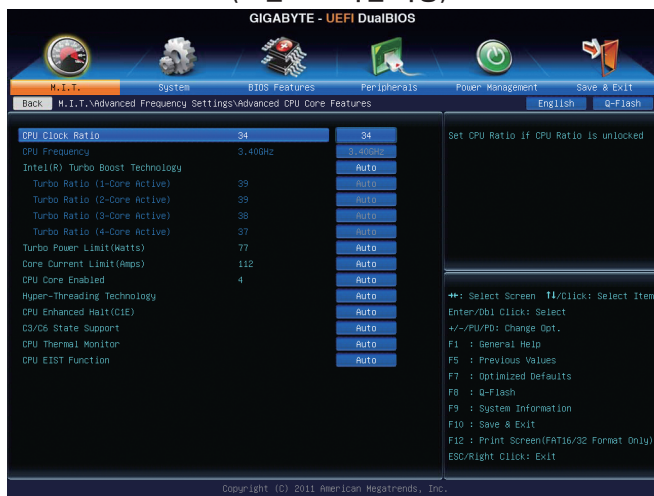 GIGABYTE - UEFI DualBIOS
M.I.T.
System
BIOS Features
Peripherals
Power Management
Save & Exit
Back M.I.T.\Advanced Frequency Settings\Advanced CPU Core Features English Q-Flash
CPU Clock Ratio 34 34
CPU Frequency 3.40GHz 3.40GHz
Intel(R) Turbo Boost Technology Auto
Turbo Ratio (1-Core Active) 39 Auto
Turbo Ratio (2-Core Active) 39 Auto
Turbo Ratio (3-Core Active) 38 Auto
Turbo Ratio (4-Core Active) 37 Auto
Turbo Power Limit(Watts) 77 Auto
Core Current Limit(Amps) 112 Auto
CPU Core Enabled 4 Auto
Hyper-Threading Technology Auto
CPU Enhanced Halt(C1E) Auto
C3/C6 State Support Auto
CPU Thermal Monitor Auto
CPU EIST Function Auto
Set CPU Ratio if CPU Ratio is unlocked
→←: Select Screen ↑↓/Click: Select Item
Enter/Dbl Click: Select
+/-/PU/PD: Change Opt.
F1 : General Help
F5 : Previous Values
F7 : Optimized Defaults
F8 : Q-Flash
F9 : System Information
F10 : Save & Exit
F12 : Print Screen(FAT16/32 Format Only)
ESC/Right Click: Exit
Copyright (C) 2011 American Megatrends, Inc.